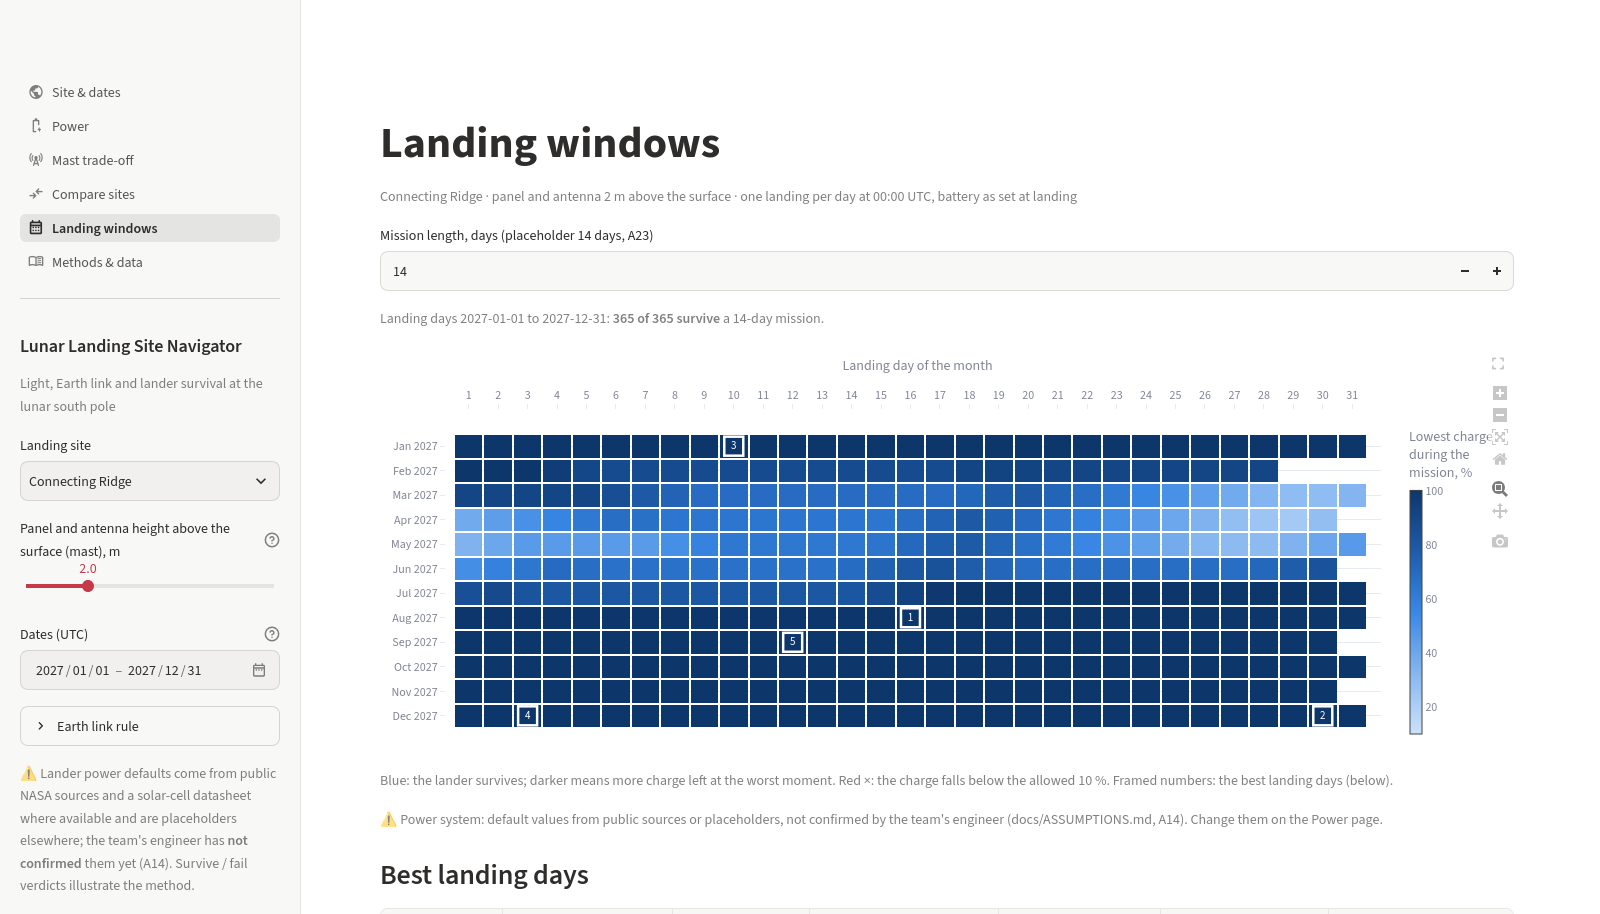 Site & dates
Power
Mast trade-off
Compare sites
Landing windows
Methods & data
Lunar Landing Site Navigator
Light, Earth link and lander survival at the
lunar south pole
Landing site
Connecting Ridge
Panel and antenna height above the
surface (mast), m
2.0
Dates (UTC)
2027/01/01 – 2027/12/31
Earth link rule
⚠️ Lander power defaults come from public
NASA sources and a solar-cell datasheet
where available and are placeholders
elsewhere; the team's engineer has not
confirmed them yet (A14). Survive / fail
verdicts illustrate the method.
Landing windows
Connecting Ridge · panel and antenna 2 m above the surface · one landing per day at 00:00 UTC, battery as set at landing
Mission length, days (placeholder 14 days, A23)
14
Landing days 2027-01-01 to 2027-12-31: 365 of 365 survive a 14-day mission.
Landing day of the month
1 2 3 4 5 6 7 8 9 10 11 12 13 14 15 16 17 18 19 20 21 22 23 24 25 26 27 28 29 30 31
Jan 2027 3
Feb 2027
Mar 2027
Apr 2027
May 2027
Jun 2027
Jul 2027
Aug 2027 1
Sep 2027 5
Oct 2027
Nov 2027
Dec 2027 4 2
Lowest charge
during the
mission, %
100
80
60
40
20
Blue: the lander survives; darker means more charge left at the worst moment. Red ×: the charge falls below the allowed 10 %. Framed numbers: the best landing days (below).
⚠️ Power system: default values from public sources or placeholders, not confirmed by the team's engineer (docs/ASSUMPTIONS.md, A14). Change them on the Power page.
Best landing days